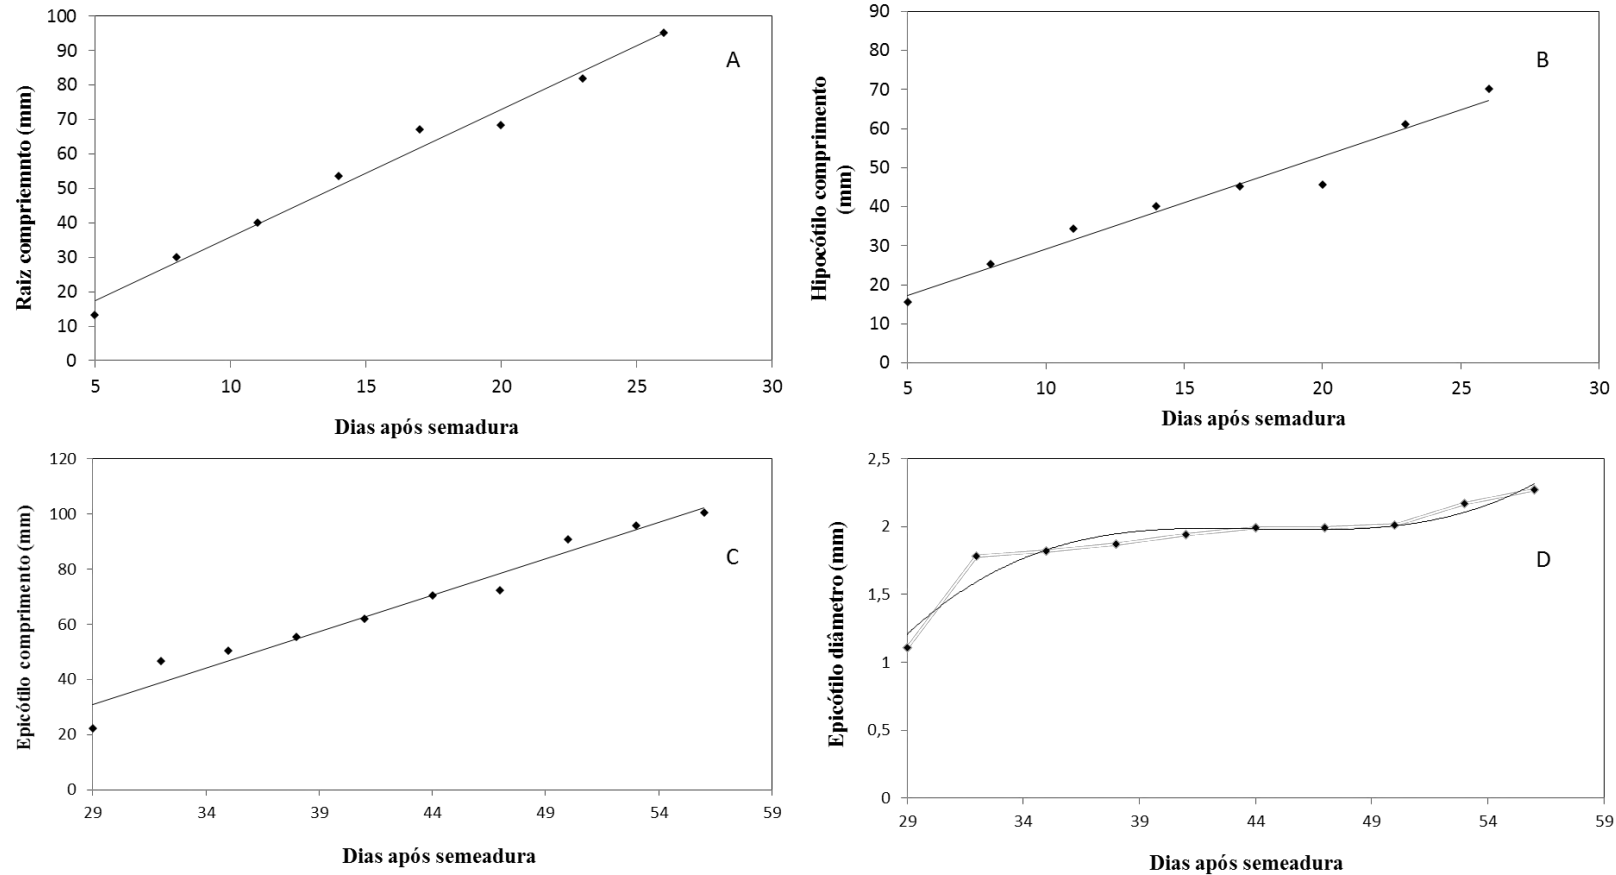 100
90
80
70
60
50
40
30
20
10
0
Raiz compriemnto (mm)
A
5 10 15 20 25 30
Dias após semadura
90
80
70
60
50
40
30
20
10
0
Hipocótilo comprimento
(mm)
B
5 10 15 20 25 30
Dias após semadura
120
100
80
60
40
20
0
Epicótilo comprimento (mm)
C
29 34 39 44 49 54 59
Dias após semeadura
2,5
2
1,5
1
0,5
0
Epicótilo diâmetro (mm)
D
29 34 39 44 49 54 59
Dias após semeadura